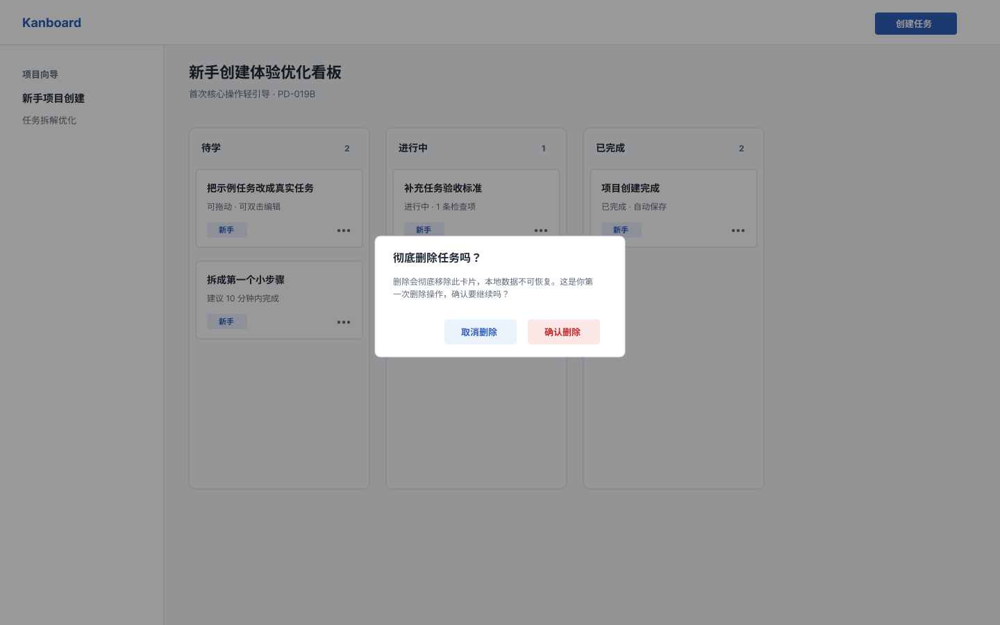 Kanboard
创建任务
项目向导
新手项目创建
任务拆解优化
新手创建体验优化看板
首次核心操作轻引导 · PD-019B
待学 2
把示例任务改成真实任务
可拖动 · 可双击编辑
新手
拆成第一个小步骤
建议 10 分钟内完成
新手
进行中 1
补充任务验收标准
进行中 · 1 条检查项
新手
已完成 2
项目创建完成
已完成 · 自动保存
新手
彻底删除任务吗？
删除会彻底移除此卡片，本地数据不可恢复。这是你第
一次删除操作，确认要继续吗？
取消删除
确认删除